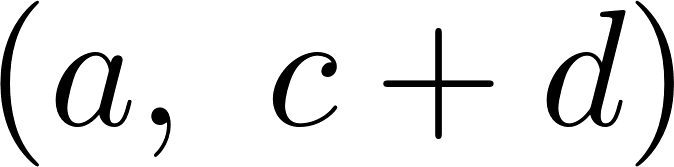 (a, c + d)